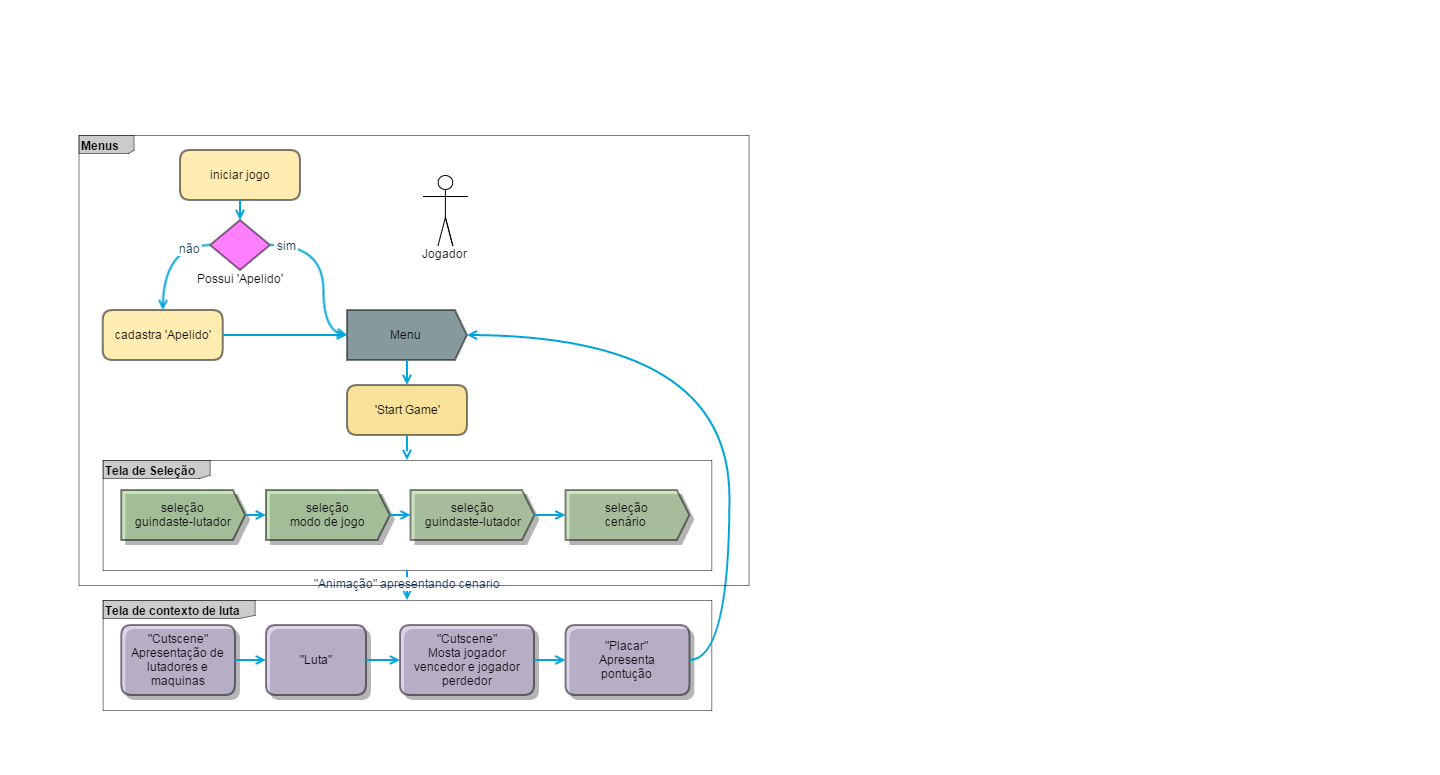 Menus
iniciar jogo
não
sim
Possui 'Apelido'
Jogador
cadastra 'Apelido'
Menu
'Start Game'
Tela de Seleção
seleção
guindaste-lutador
seleção
modo de jogo
seleção
guindaste-lutador
seleção
cenário
"Animação" apresentando cenario
Tela de contexto de luta
"Cutscene"
Apresentação de
lutadores e
maquinas
"Luta"
"Cutscene"
Mosta jogador
vencedor e jogador
perdedor
"Placar"
Apresenta
pontução